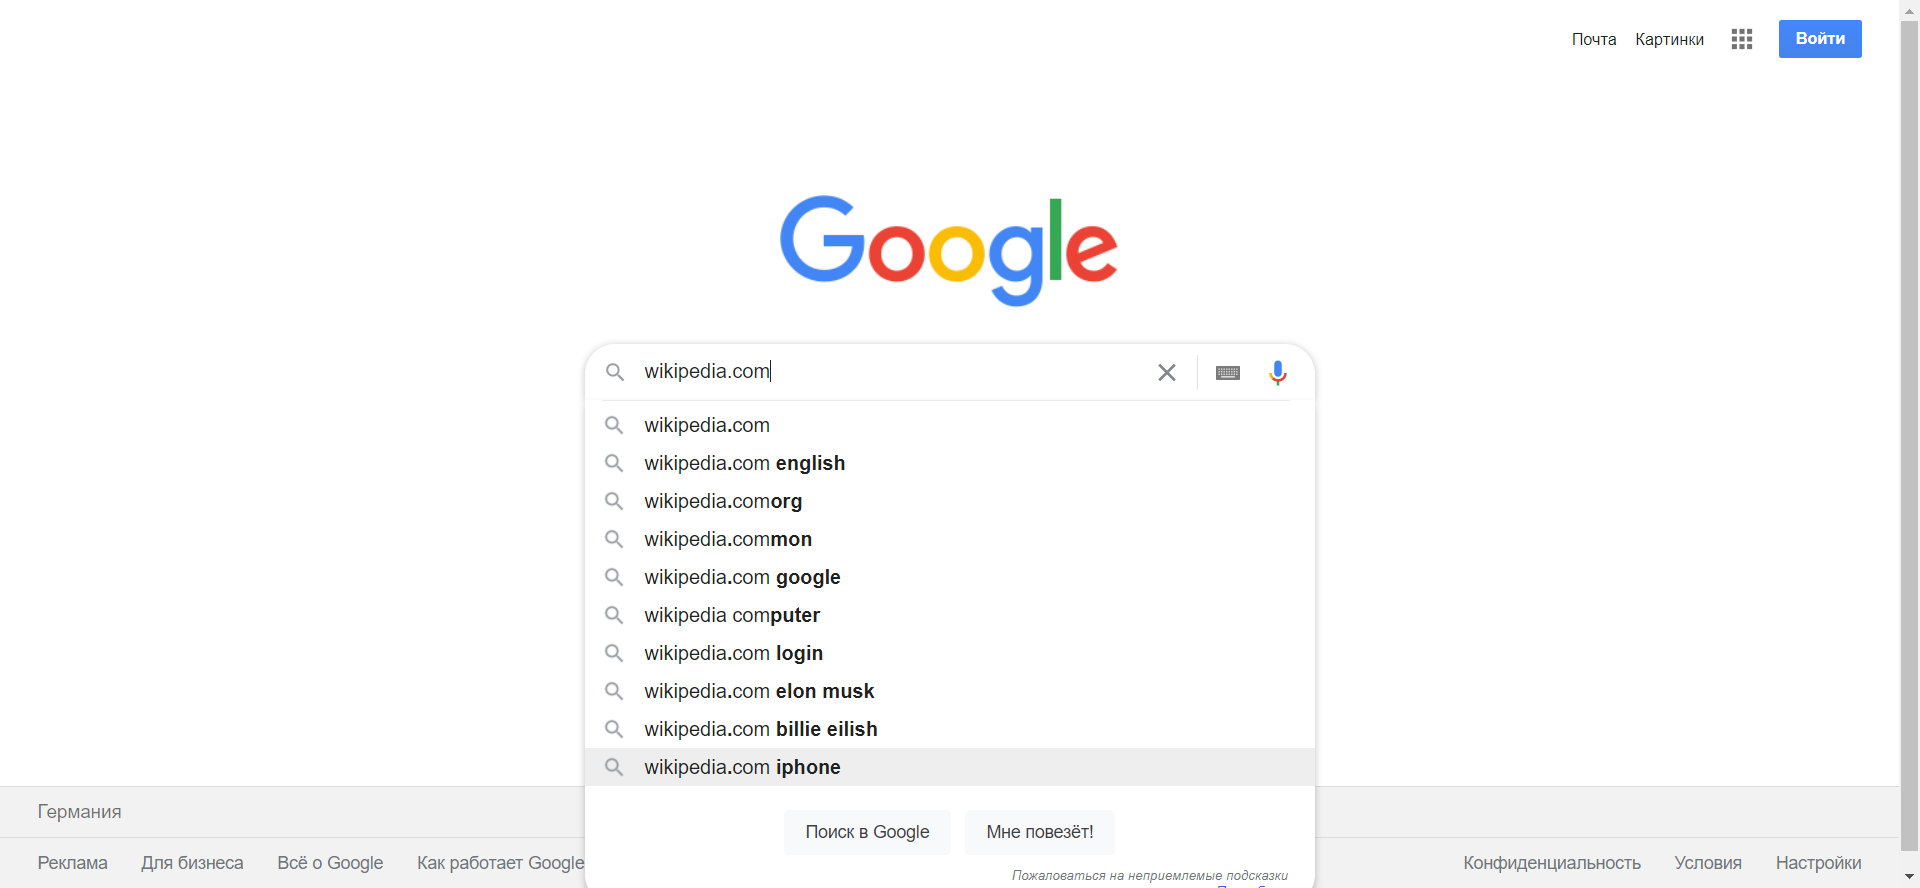 Почта Картинки Войти
Google
wikipedia.com
wikipedia.com
wikipedia.com english
wikipedia.comorg
wikipedia.common
wikipedia.com google
wikipedia computer
wikipedia.com login
wikipedia.com elon musk
wikipedia.com billie eilish
wikipedia.com iphone
Поиск в Google Мне повезёт!
Пожаловаться на неприемлемые подсказки
Германия
Реклама Для бизнеса Всё о Google Как работает Google Конфиденциальность Условия Настройки